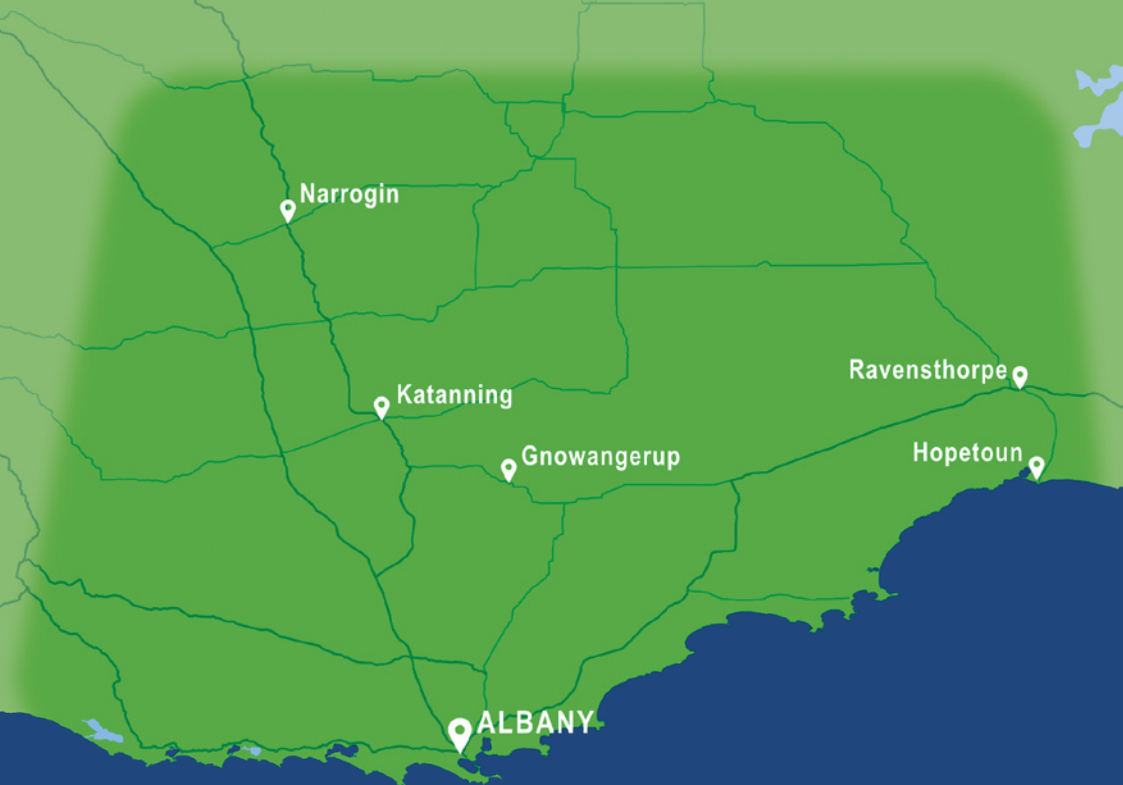 Narrogin
Ravensthorpe
Katanning
Hopetoun
Gnowangerup
ALBANY